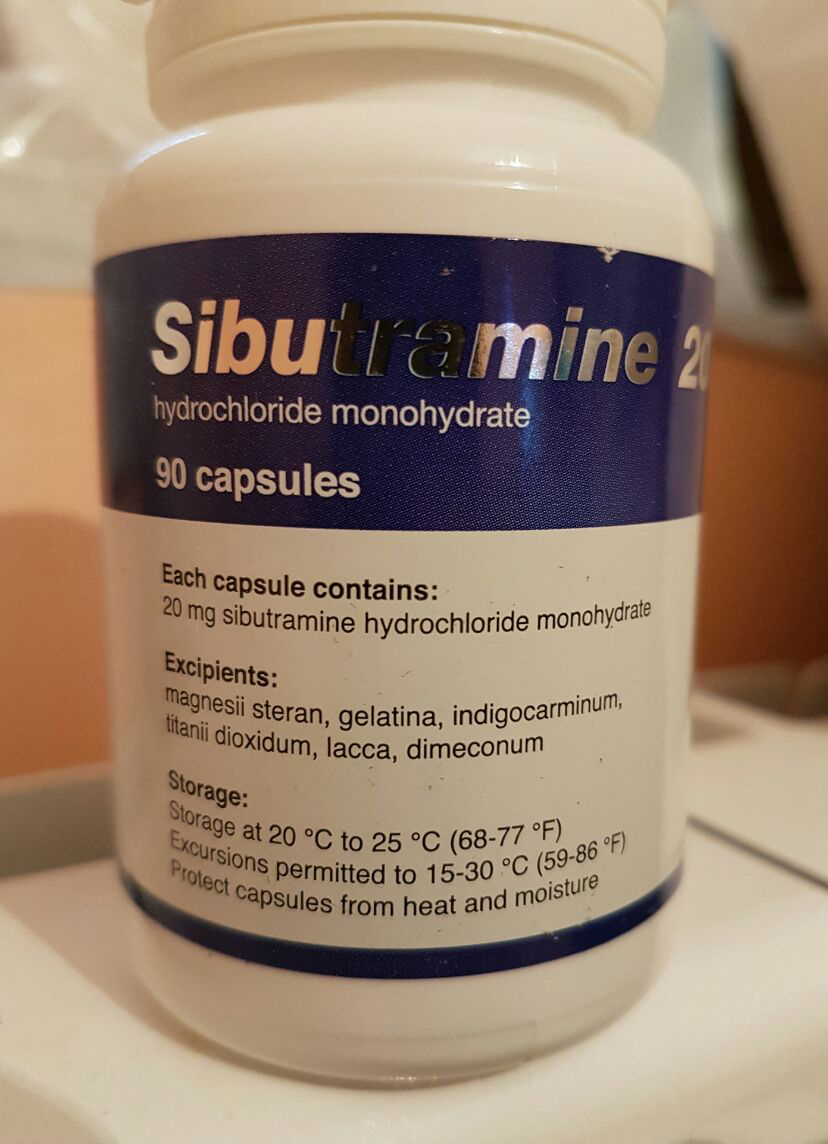 Sibutramine 20
hydrochloride monohydrate
90 capsules
Each capsule contains:
20 mg sibutramine hydrochloride monohydrate
Excipients:
magnesii steran, gelatina, indigocarminum,
titanii dioxidum, lacca, dimeconum
Storage:
Storage at 20 °C to 25 °C (68-77 °F)
Excursions permitted to 15-30 °C (59-86 °F)
Protect capsules from heat and moisture